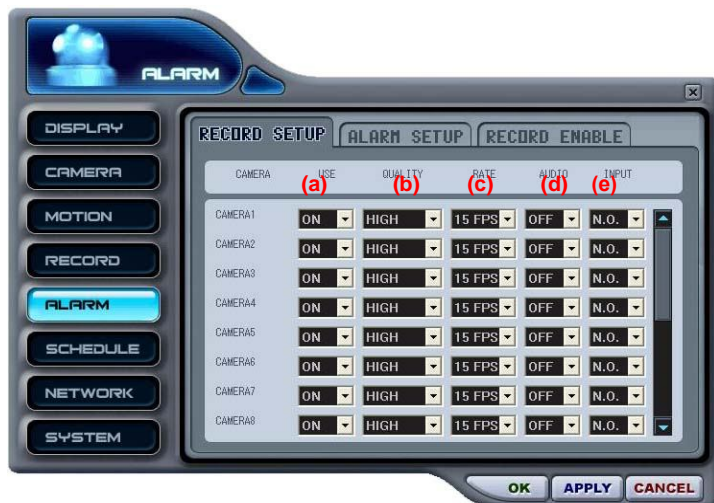 ALARM
DISPLAY
CAMERA
MOTION
RECORD
ALARM
SCHEDULE
NETWORK
SYSTEM
RECORD SETUP ALARM SETUP RECORD ENABLE
CAMERA USE QUALITY RATE AUDIO INPUT
(a) (b) (c) (d) (e)
CAMERA1 ON HIGH 15 FPS OFF N.O.
CAMERA2 ON HIGH 15 FPS OFF N.O.
CAMERA3 ON HIGH 15 FPS OFF N.O.
CAMERA4 ON HIGH 15 FPS OFF N.O.
CAMERA5 ON HIGH 15 FPS OFF N.O.
CAMERA6 ON HIGH 15 FPS OFF N.O.
CAMERA7 ON HIGH 15 FPS OFF N.O.
CAMERA8 ON HIGH 15 FPS OFF N.O.
OK APPLY CANCEL